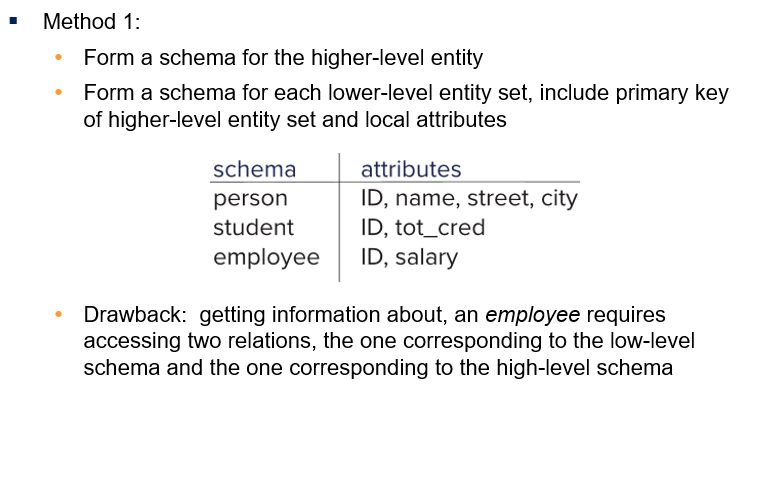 ▪ Method 1:
• Form a schema for the higher-level entity
• Form a schema for each lower-level entity set, include primary key
of higher-level entity set and local attributes
schema attributes
person ID, name, street, city
student ID, tot_cred
employee ID, salary
• Drawback: getting information about, an employee requires
accessing two relations, the one corresponding to the low-level
schema and the one corresponding to the high-level schema